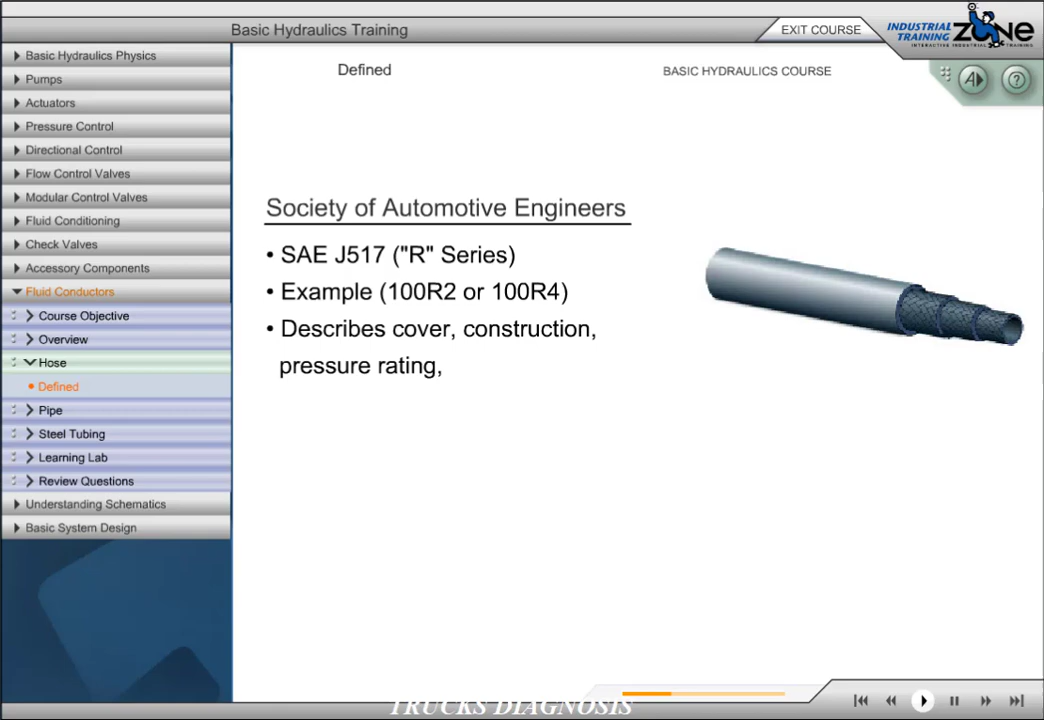 Basic Hydraulics Training
EXIT COURSE
INDUSTRIAL
TRAINING
ZONE
INTERACTIVE INDUSTRIAL TRAINING
Defined
BASIC HYDRAULICS COURSE
A
?
Basic Hydraulics Physics
Pumps
Actuators
Pressure Control
Directional Control
Flow Control Valves
Modular Control Valves
Fluid Conditioning
Check Valves
Accessory Components
Fluid Conductors
Course Objective
Overview
Hose
• Defined
Pipe
Steel Tubing
Learning Lab
Review Questions
Understanding Schematics
Basic System Design
Society of Automotive Engineers
• SAE J517 ("R" Series)
• Example (100R2 or 100R4)
• Describes cover, construction,
pressure rating,
TRUCKS DIAGNOSIS